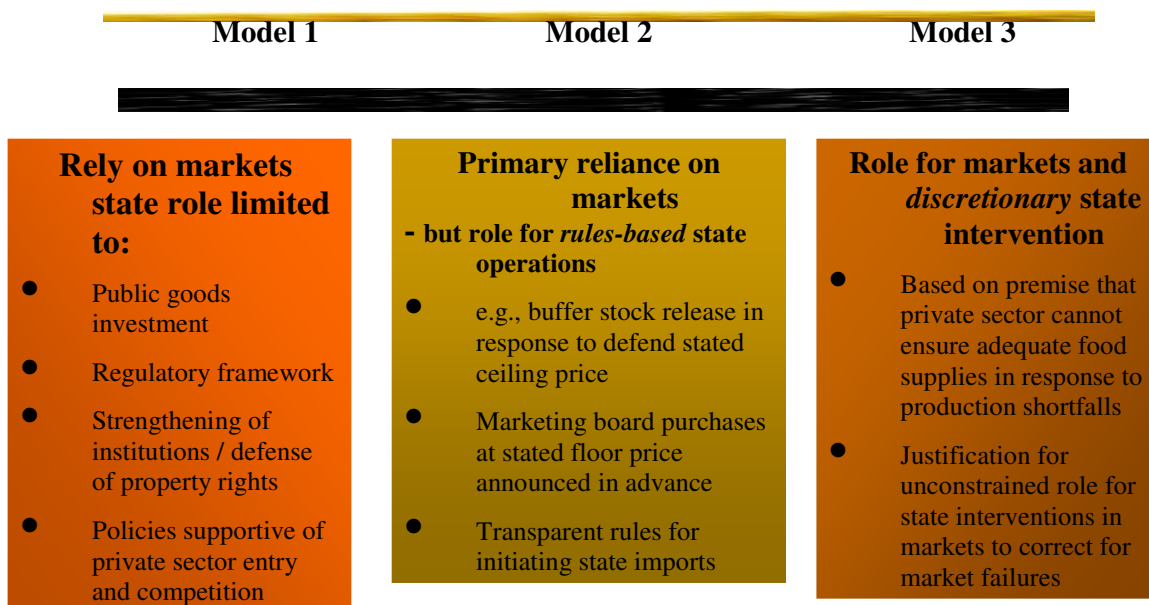 Model 1 Model 2 Model 3
Rely on markets
state role limited
to:
● Public goods
investment
● Regulatory framework
● Strengthening of
institutions / defense
of property rights
● Policies supportive of
private sector entry
and competition
Primary reliance on
markets
- but role for rules-based state
operations
● e.g., buffer stock release in
response to defend stated
ceiling price
● Marketing board purchases
at stated floor price
announced in advance
● Transparent rules for
initiating state imports
Role for markets and
discretionary state
intervention
● Based on premise that
private sector cannot
ensure adequate food
supplies in response to
production shortfalls
● Justification for
unconstrained role for
state interventions in
markets to correct for
market failures